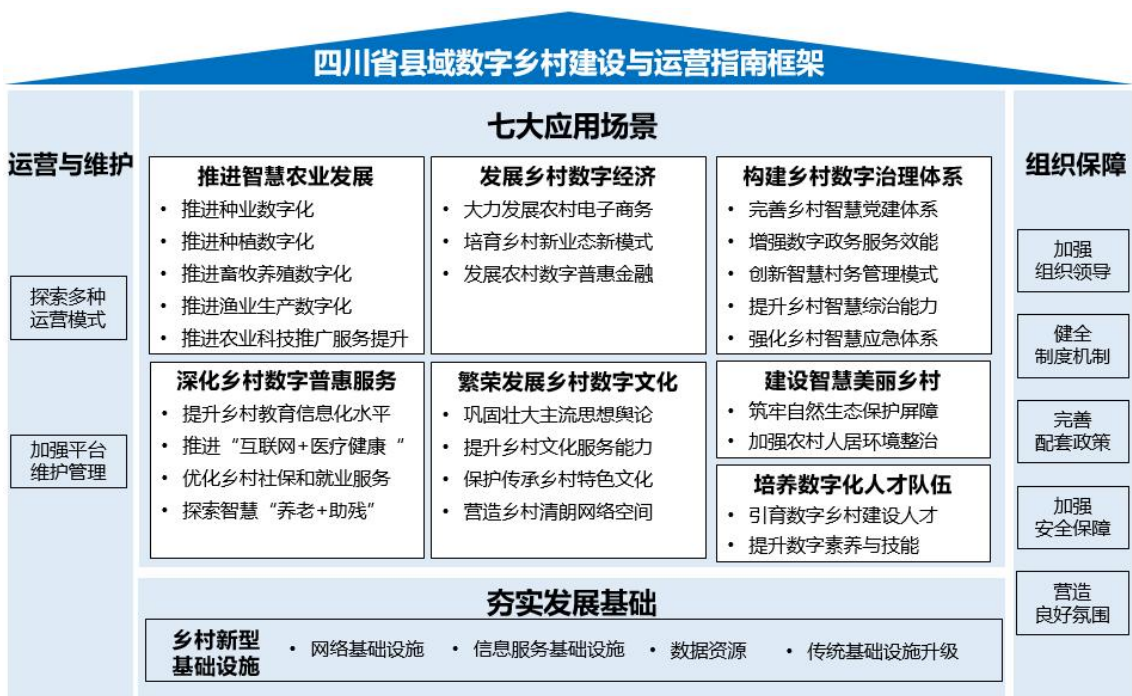 四川省县域数字乡村建设与运营指南框架
运营与维护
探索多种
运营模式
加强平台
维护管理
七大应用场景
推进智慧农业发展
• 推进种业数字化
• 推进种植数字化
• 推进畜牧养殖数字化
• 推进渔业生产数字化
• 推进农业科技推广服务提升
发展乡村数字经济
• 大力发展农村电子商务
• 培育乡村新业态新模式
• 发展农村数字普惠金融
构建乡村数字治理体系
• 完善乡村智慧党建体系
• 增强数字政务服务效能
• 创新智慧村务管理模式
• 提升乡村智慧综治能力
• 强化乡村智慧应急体系
深化乡村数字普惠服务
• 提升乡村教育信息化水平
• 推进“互联网+医疗健康“
• 优化乡村社保和就业服务
• 探索智慧“养老+助残”
繁荣发展乡村数字文化
• 巩固壮大主流思想舆论
• 提升乡村文化服务能力
• 保护传承乡村特色文化
• 营造乡村清朗网络空间
建设智慧美丽乡村
• 筑牢自然生态保护屏障
• 加强农村人居环境整治
培养数字化人才队伍
• 引育数字乡村建设人才
• 提升数字素养与技能
夯实发展基础
乡村新型
基础设施
• 网络基础设施
• 信息服务基础设施
• 数据资源
• 传统基础设施升级
组织保障
加强
组织领导
健全
制度机制
完善
配套政策
加强
安全保障
营造
良好氛围